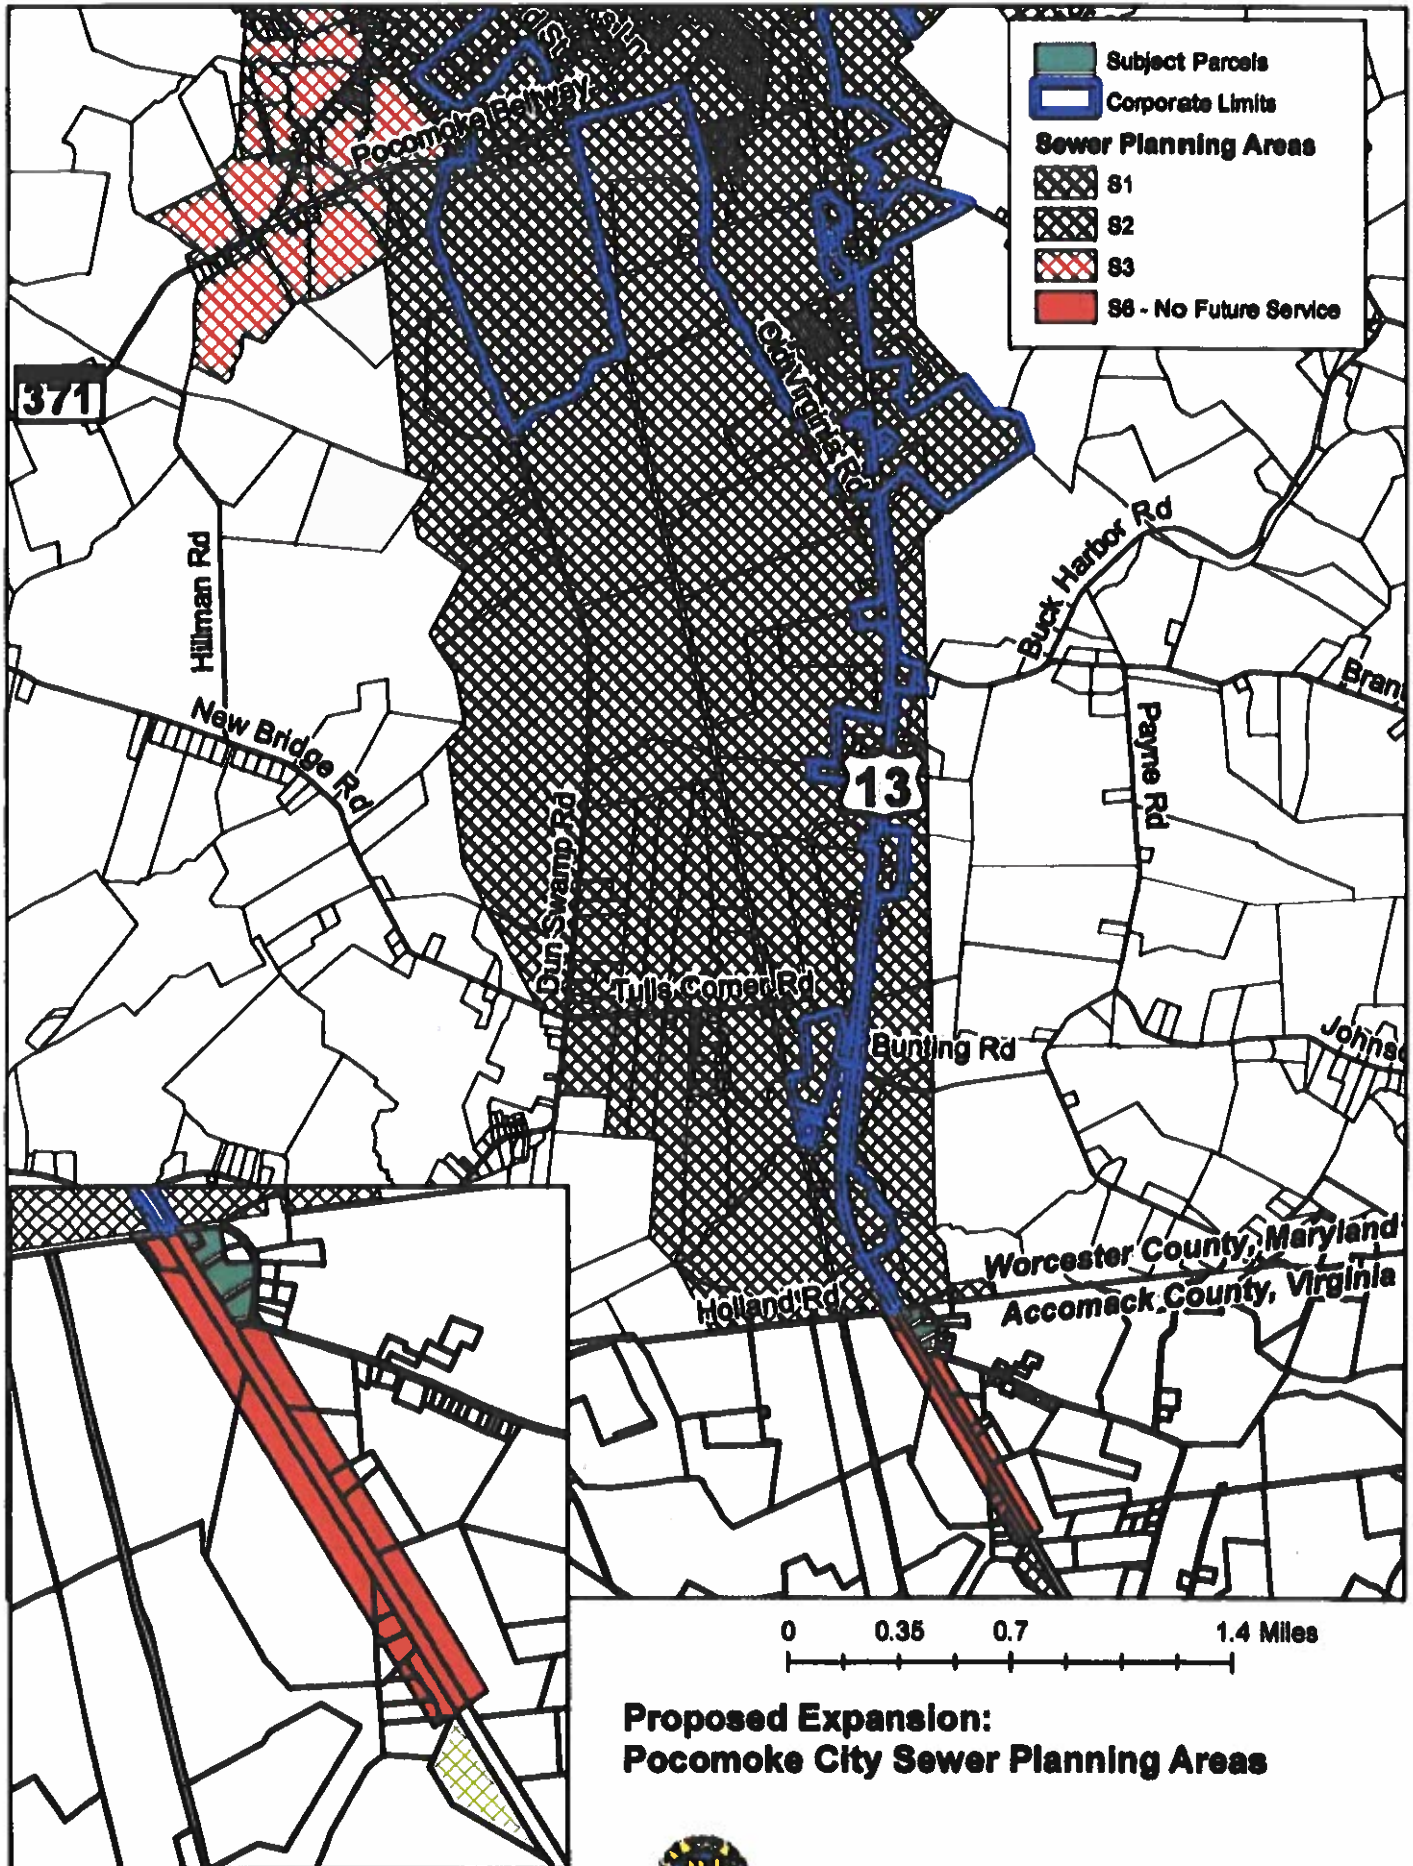 Subject Parcels
Corporate Limits
Sewer Planning Areas
S1
S2
S3
S6 - No Future Service
Pocomoke Beltway
371
Old Virginia Rd
Hillman Rd
Buck Harbor Rd
New Bridge Rd
Payne Rd
13
Dun Swamp Rd
Tulls Corner Rd
Bunting Rd
Worcester County, Maryland
Accomack County, Virginia
Holland Rd
0 0.35 0.7 1.4 Miles
Proposed Expansion:
Pocomoke City Sewer Planning Areas